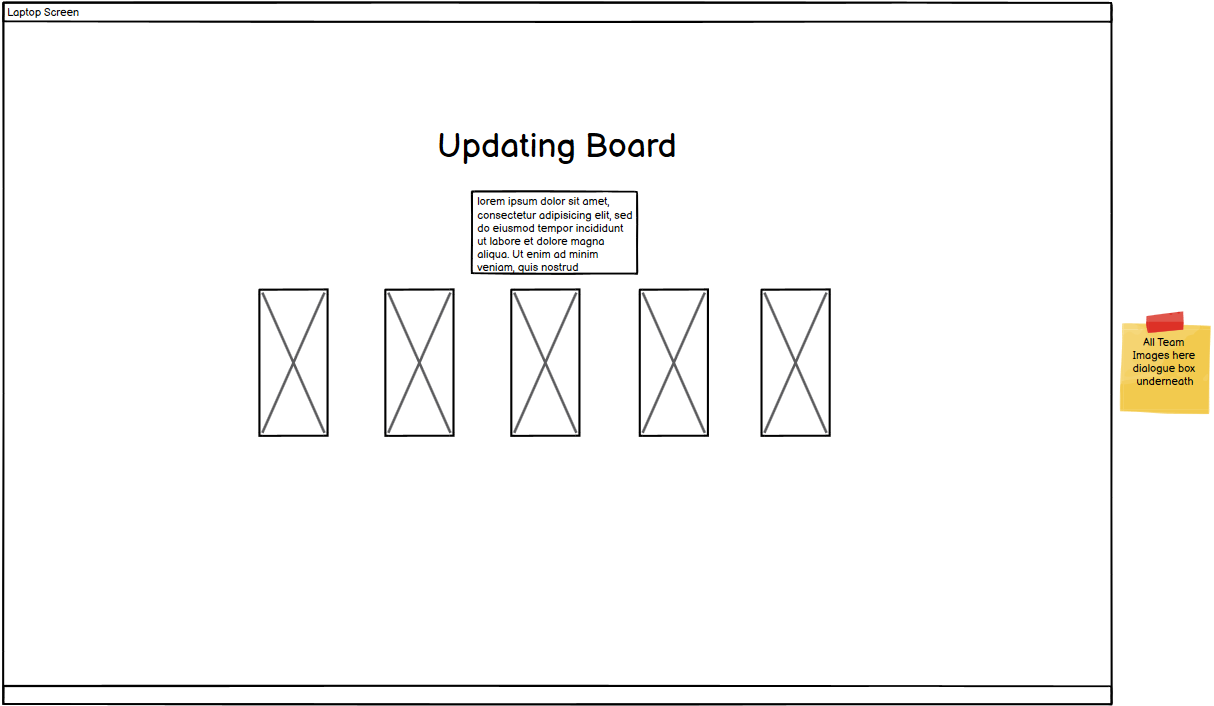 Laptop Screen
Updating Board
lorem ipsum dolor sit amet,
consectetur adipisicing elit, sed
do eiusmod tempor incididunt
ut labore et dolore magna
aliqua. Ut enim ad minim
veniam, quis nostrud
All Team
Images here
dialogue box
underneath